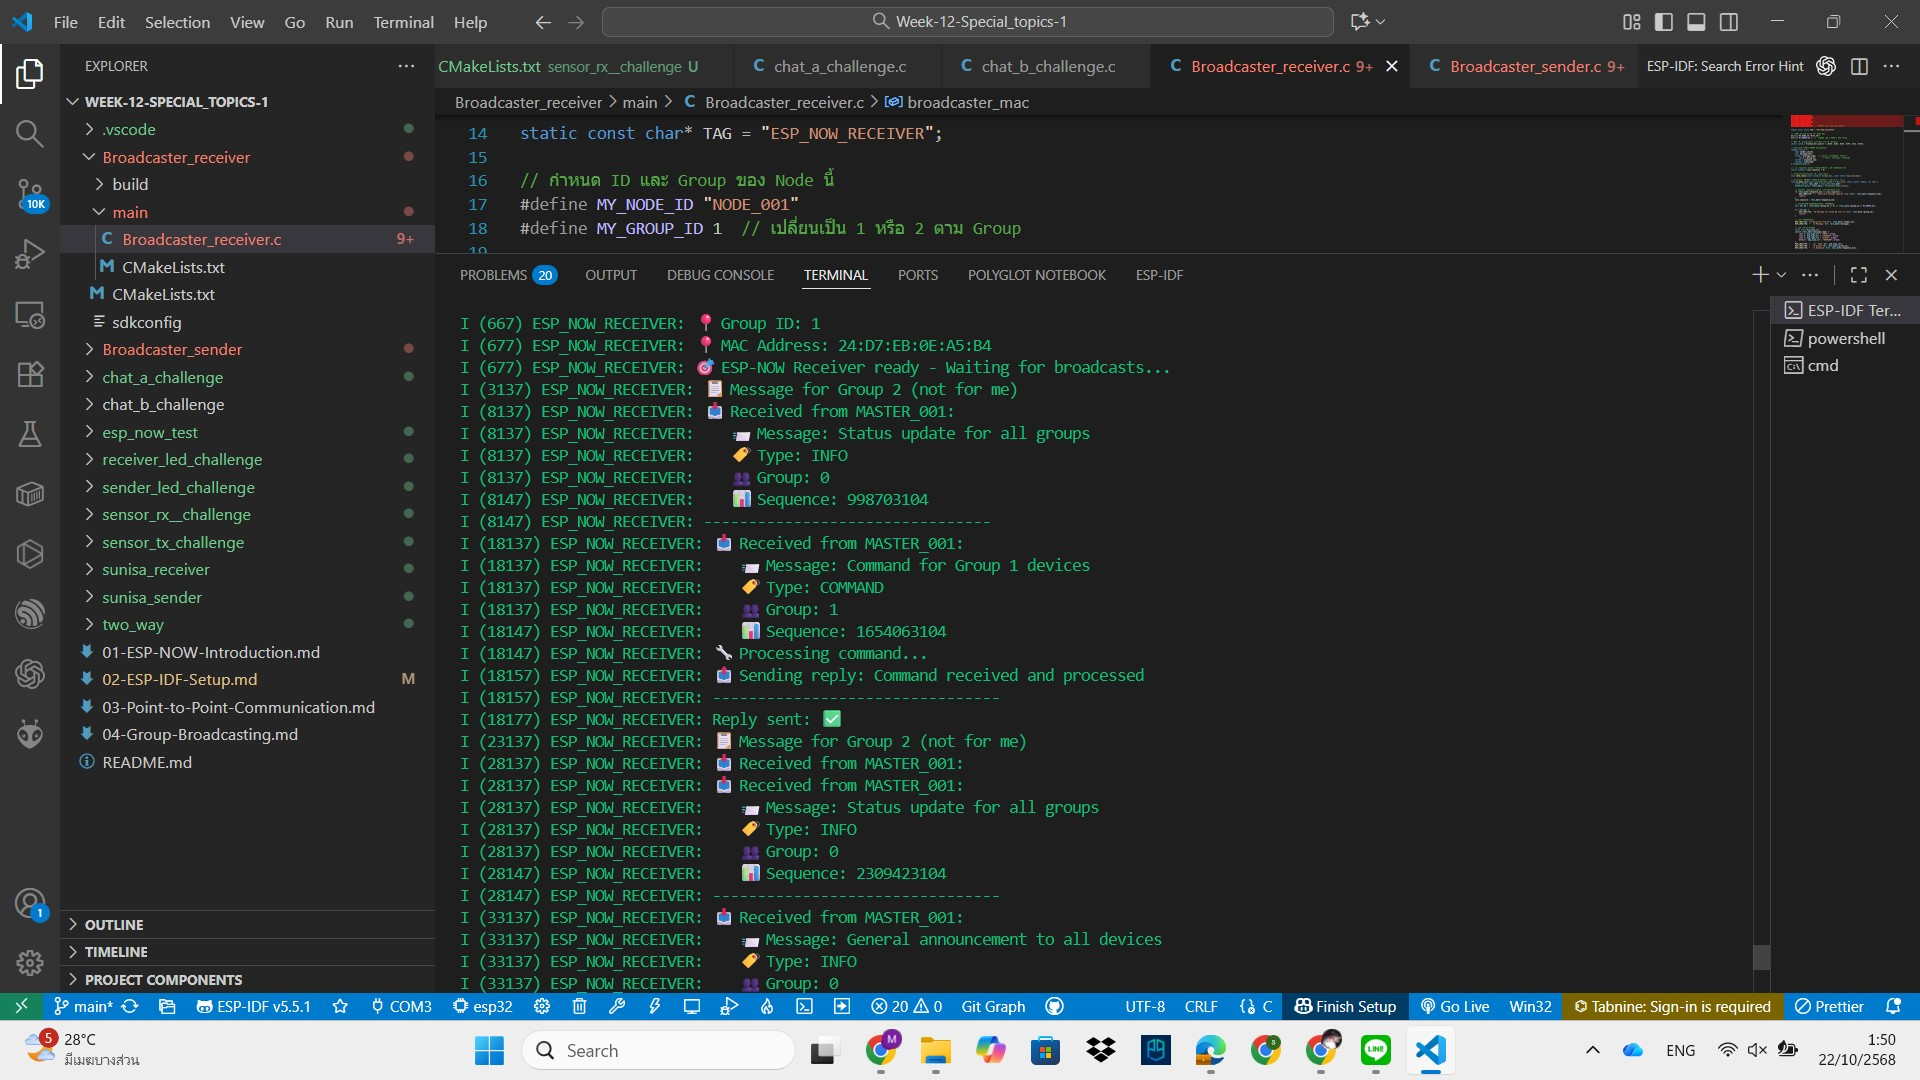 File Edit Selection View Go Run Terminal Help
Week-12-Special_topics-1
EXPLORER
WEEK-12-SPECIAL_TOPICS-1
.vscode
Broadcaster_receiver
build
main
Broadcaster_receiver.c 9+
CMakeLists.txt
CMakeLists.txt
sdkconfig
Broadcaster_sender
chat_a_challenge
chat_b_challenge
esp_now_test
receiver_led_challenge
sender_led_challenge
sensor_rx__challenge
sensor_tx_challenge
sunisa_receiver
sunisa_sender
two_way
01-ESP-NOW-Introduction.md
02-ESP-IDF-Setup.md M
03-Point-to-Point-Communication.md
04-Group-Broadcasting.md
README.md
OUTLINE
TIMELINE
PROJECT COMPONENTS
10K
1
CMakeLists.txt sensor_rx__challenge U
C chat_a_challenge.c
C chat_b_challenge.c
C Broadcaster_receiver.c 9+
C Broadcaster_sender.c 9+
ESP-IDF: Search Error Hint
Broadcaster_receiver > main > C Broadcaster_receiver.c > broadcaster_mac
14 static const char* TAG = "ESP_NOW_RECEIVER";
15
16 // กำหนด ID และ Group ของ Node นี้
17 #define MY_NODE_ID "NODE_001"
18 #define MY_GROUP_ID 1 // เปลี่ยนเป็น 1 หรือ 2 ตาม Group
19
PROBLEMS 20 OUTPUT DEBUG CONSOLE TERMINAL PORTS POLYGLOT NOTEBOOK ESP-IDF
I (667) ESP_NOW_RECEIVER: 📍 Group ID: 1
I (677) ESP_NOW_RECEIVER: 📍 MAC Address: 24:D7:EB:0E:A5:B4
I (677) ESP_NOW_RECEIVER: 🎯 ESP-NOW Receiver ready - Waiting for broadcasts...
I (3137) ESP_NOW_RECEIVER: 📋 Message for Group 2 (not for me)
I (8137) ESP_NOW_RECEIVER: 📥 Received from MASTER_001:
I (8137) ESP_NOW_RECEIVER: 📨 Message: Status update for all groups
I (8137) ESP_NOW_RECEIVER: 🏷️ Type: INFO
I (8137) ESP_NOW_RECEIVER: 👥 Group: 0
I (8147) ESP_NOW_RECEIVER: 📊 Sequence: 998703104
I (8147) ESP_NOW_RECEIVER: --------------------------------
I (18137) ESP_NOW_RECEIVER: 📥 Received from MASTER_001:
I (18137) ESP_NOW_RECEIVER: 📨 Message: Command for Group 1 devices
I (18137) ESP_NOW_RECEIVER: 🏷️ Type: COMMAND
I (18137) ESP_NOW_RECEIVER: 👥 Group: 1
I (18147) ESP_NOW_RECEIVER: 📊 Sequence: 1654063104
I (18147) ESP_NOW_RECEIVER: 🔧 Processing command...
I (18157) ESP_NOW_RECEIVER: 📤 Sending reply: Command received and processed
I (18157) ESP_NOW_RECEIVER: --------------------------------
I (18177) ESP_NOW_RECEIVER: Reply sent: ✅
I (23137) ESP_NOW_RECEIVER: 📋 Message for Group 2 (not for me)
I (28137) ESP_NOW_RECEIVER: 📥 Received from MASTER_001:
I (28137) ESP_NOW_RECEIVER: 📥 Received from MASTER_001:
I (28137) ESP_NOW_RECEIVER: 📨 Message: Status update for all groups
I (28137) ESP_NOW_RECEIVER: 🏷️ Type: INFO
I (28137) ESP_NOW_RECEIVER: 👥 Group: 0
I (28147) ESP_NOW_RECEIVER: 📊 Sequence: 2309423104
I (28147) ESP_NOW_RECEIVER: --------------------------------
I (33137) ESP_NOW_RECEIVER: 📥 Received from MASTER_001:
I (33137) ESP_NOW_RECEIVER: 📨 Message: General announcement to all devices
I (33137) ESP_NOW_RECEIVER: 🏷️ Type: INFO
I (33137) ESP_NOW_RECEIVER: 👥 Group: 0
ESP-IDF Ter...
powershell
cmd
main* ESP-IDF v5.5.1 COM3 esp32 20 0 Git Graph UTF-8 CRLF {} C Finish Setup Go Live Win32 Tabnine: Sign-in is required Prettier
5 28°C
มีเมฆบางส่วน
Search
ENG
1:50
22/10/2568